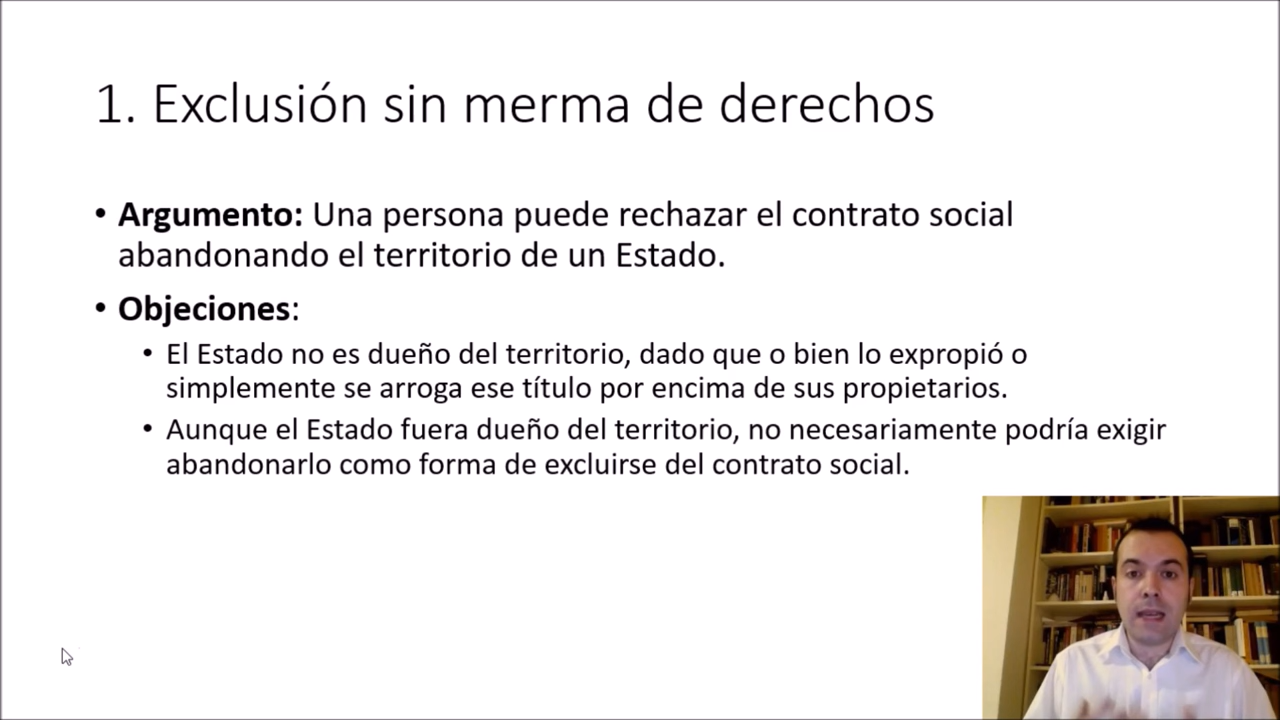 1. Exclusión sin merma de derechos
• Argumento: Una persona puede rechazar el contrato social
abandonando el territorio de un Estado.
• Objeciones:
• El Estado no es dueño del territorio, dado que o bien lo expropió o
simplemente se arroga ese título por encima de sus propietarios.
• Aunque el Estado fuera dueño del territorio, no necesariamente podría exigir
abandonarlo como forma de excluirse del contrato social.